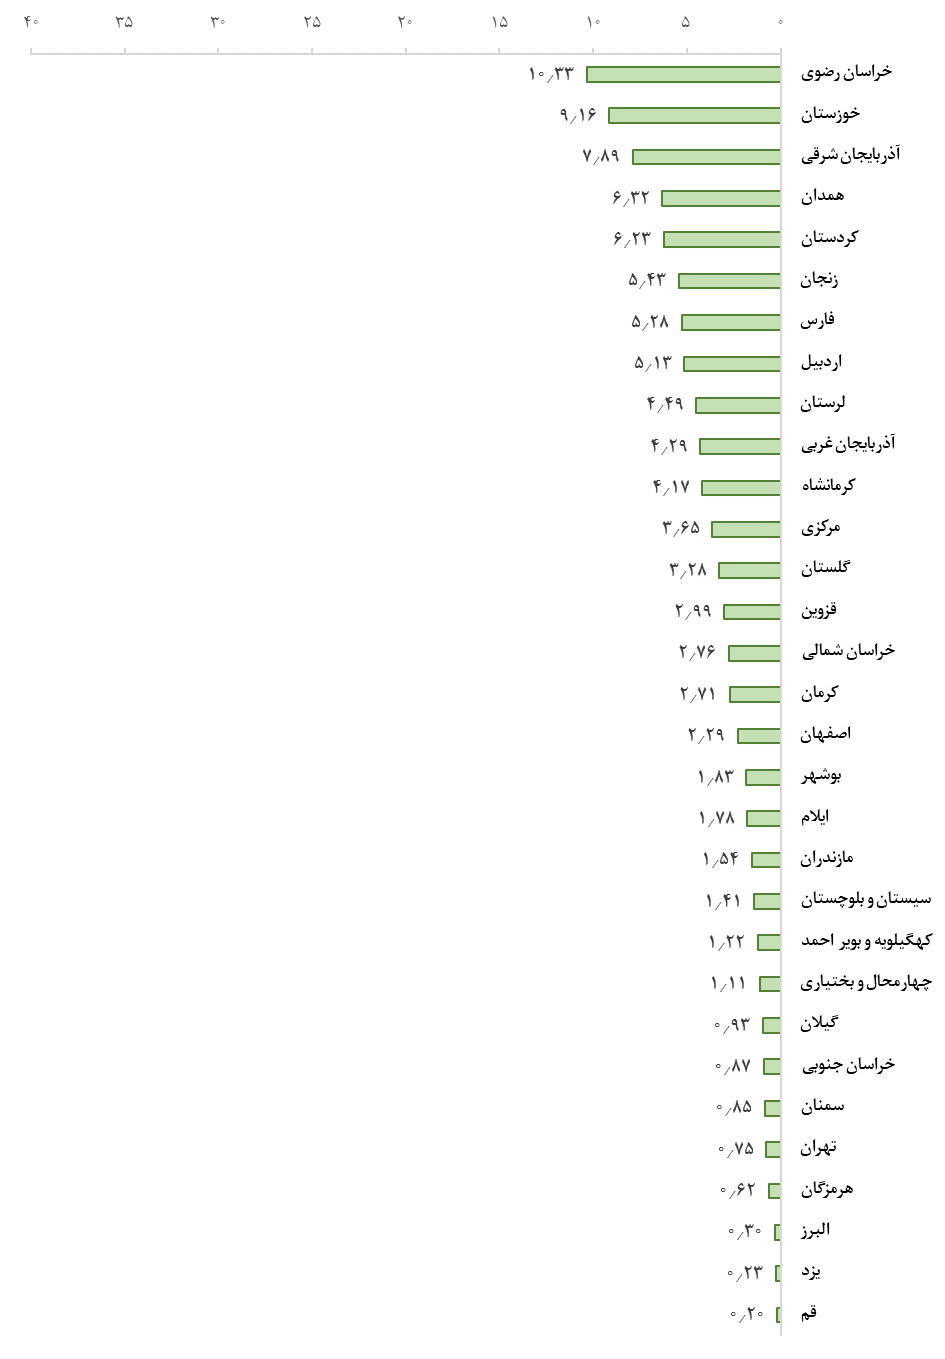 ۰ ۵ ۱۰ ۱۵ ۲۰ ۲۵ ۳۰ ۳۵ ۴۰
خراسان رضوی ۱۰٫۳۳
خوزستان ۹٫۱۶
آذربایجان شرقی ۷٫۸۹
همدان ۶٫۳۲
کردستان ۶٫۲۳
زنجان ۵٫۴۳
فارس ۵٫۲۸
اردبیل ۵٫۱۳
لرستان ۴٫۴۹
آذربایجان غربی ۴٫۲۹
کرمانشاه ۴٫۱۷
مرکزی ۳٫۶۵
گلستان ۳٫۲۸
قزوین ۲٫۹۹
خراسان شمالی ۲٫۷۶
کرمان ۲٫۷۱
اصفهان ۲٫۲۹
بوشهر ۱٫۸۳
ایلام ۱٫۷۸
مازندران ۱٫۵۴
سیستان و بلوچستان ۱٫۴۱
کهگیلویه و بویر احمد ۱٫۲۲
چهارمحال و بختیاری ۱٫۱۱
گیلان ۰٫۹۳
خراسان جنوبی ۰٫۸۷
سمنان ۰٫۸۵
تهران ۰٫۷۵
هرمزگان ۰٫۶۲
البرز ۰٫۳۰
یزد ۰٫۲۳
قم ۰٫۲۰